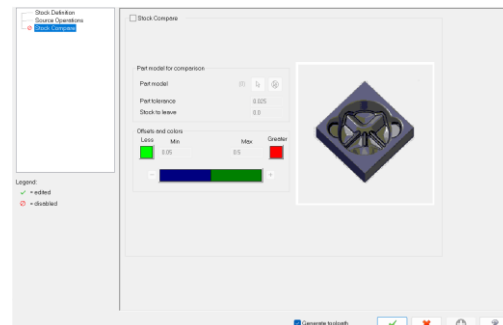 Stock Definition
Source Operations
Stock Compare
Stock Compare
Part model for comparison
Part model
(0)
Part tolerance
0.025
Stock to leave
0.0
Offsets and colors
Less
Min
Max
Greater
0.05
0.5
-
+
Legend:
= edited
= disabled
Generate toolpath